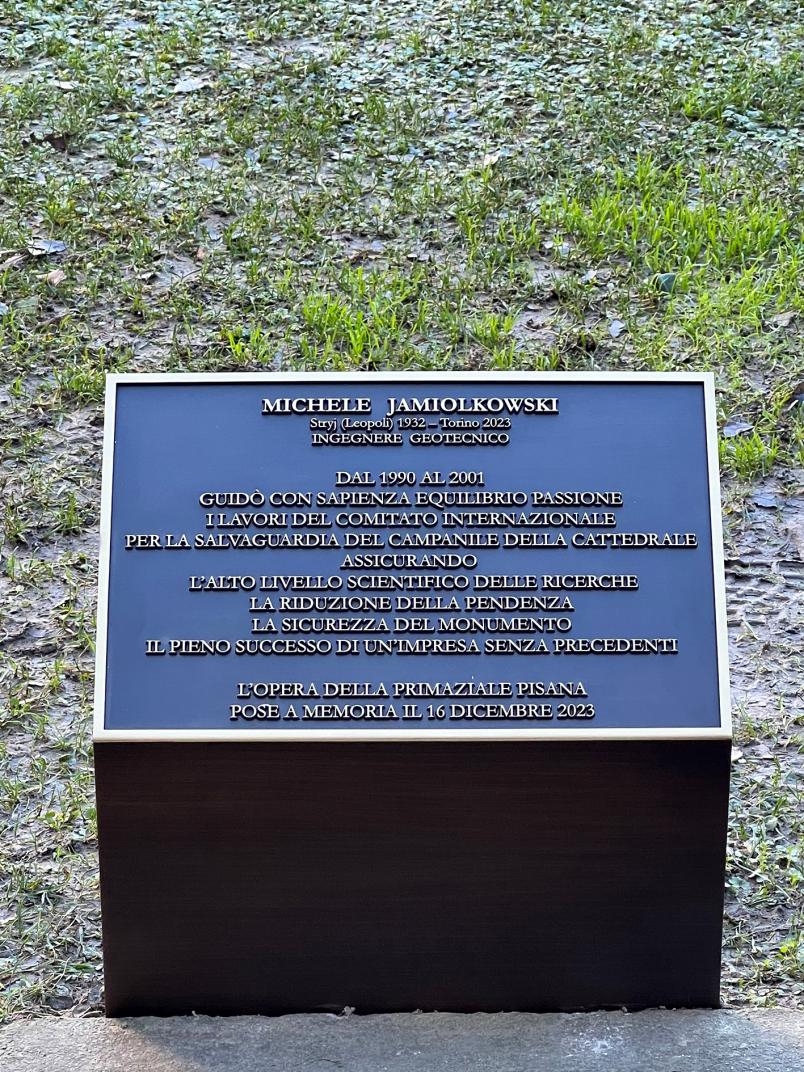 MICHELE JAMIOLKOWSKI
Stryj (Leopoli) 1932 – Torino 2023
INGEGNERE GEOTECNICO
DAL 1990 AL 2001
GUIDÒ CON SAPIENZA EQUILIBRIO PASSIONE
I LAVORI DEL COMITATO INTERNAZIONALE
PER LA SALVAGUARDIA DEL CAMPANILE DELLA CATTEDRALE
ASSICURANDO
L'ALTO LIVELLO SCIENTIFICO DELLE RICERCHE
LA RIDUZIONE DELLA PENDENZA
LA SICUREZZA DEL MONUMENTO
IL PIENO SUCCESSO DI UN'IMPRESA SENZA PRECEDENTI
L'OPERA DELLA PRIMAZIALE PISANA
POSE A MEMORIA IL 16 DICEMBRE 2023